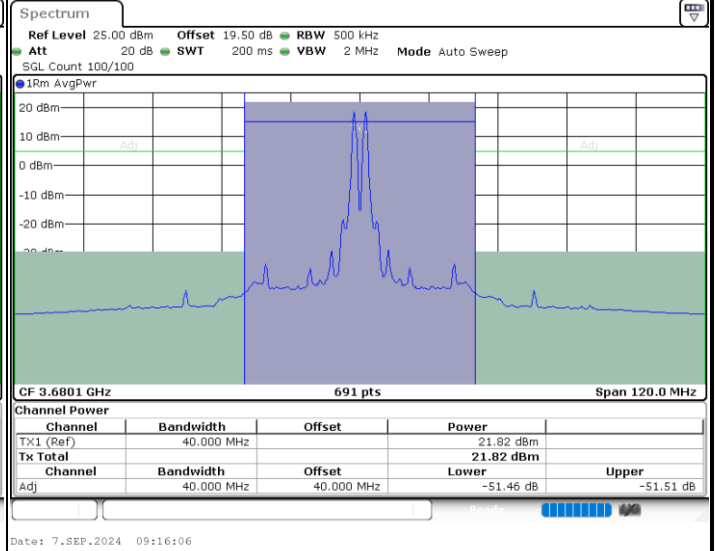 Spectrum
Ref Level 25.00 dBm Offset 19.50 dB RBW 500 kHz
Att 20 dB SWT 200 ms VBW 2 MHz Mode Auto Sweep
SGL Count 100/100
1Rm AvgPwr
20 dBm
10 dBm
Adj Adj
0 dBm
-10 dBm
-20 dBm
CF 3.6801 GHz 691 pts Span 120.0 MHz
Channel Power
Channel Bandwidth Offset Power
TX1 (Ref) 40.000 MHz 21.82 dBm
Tx Total 21.82 dBm
Channel Bandwidth Offset Lower Upper
Adj 40.000 MHz 40.000 MHz -51.46 dB -51.51 dB
Ready
Date: 7.SEP.2024 09:16:06